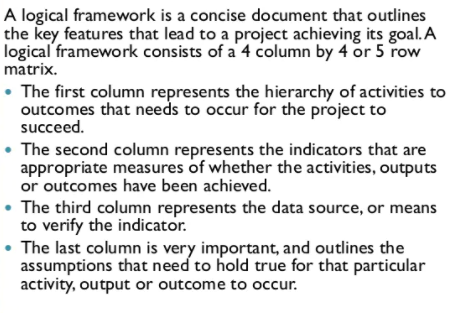 A logical framework is a concise document that outlines
the key features that lead to a project achieving its goal. A
logical framework consists of a 4 column by 4 or 5 row
matrix.
• The first column represents the hierarchy of activities to
outcomes that needs to occur for the project to
succeed.
• The second column represents the indicators that are
appropriate measures of whether the activities, outputs
or outcomes have been achieved.
• The third column represents the data source, or means
to verify the indicator.
• The last column is very important, and outlines the
assumptions that need to hold true for that particular
activity, output or outcome to occur.